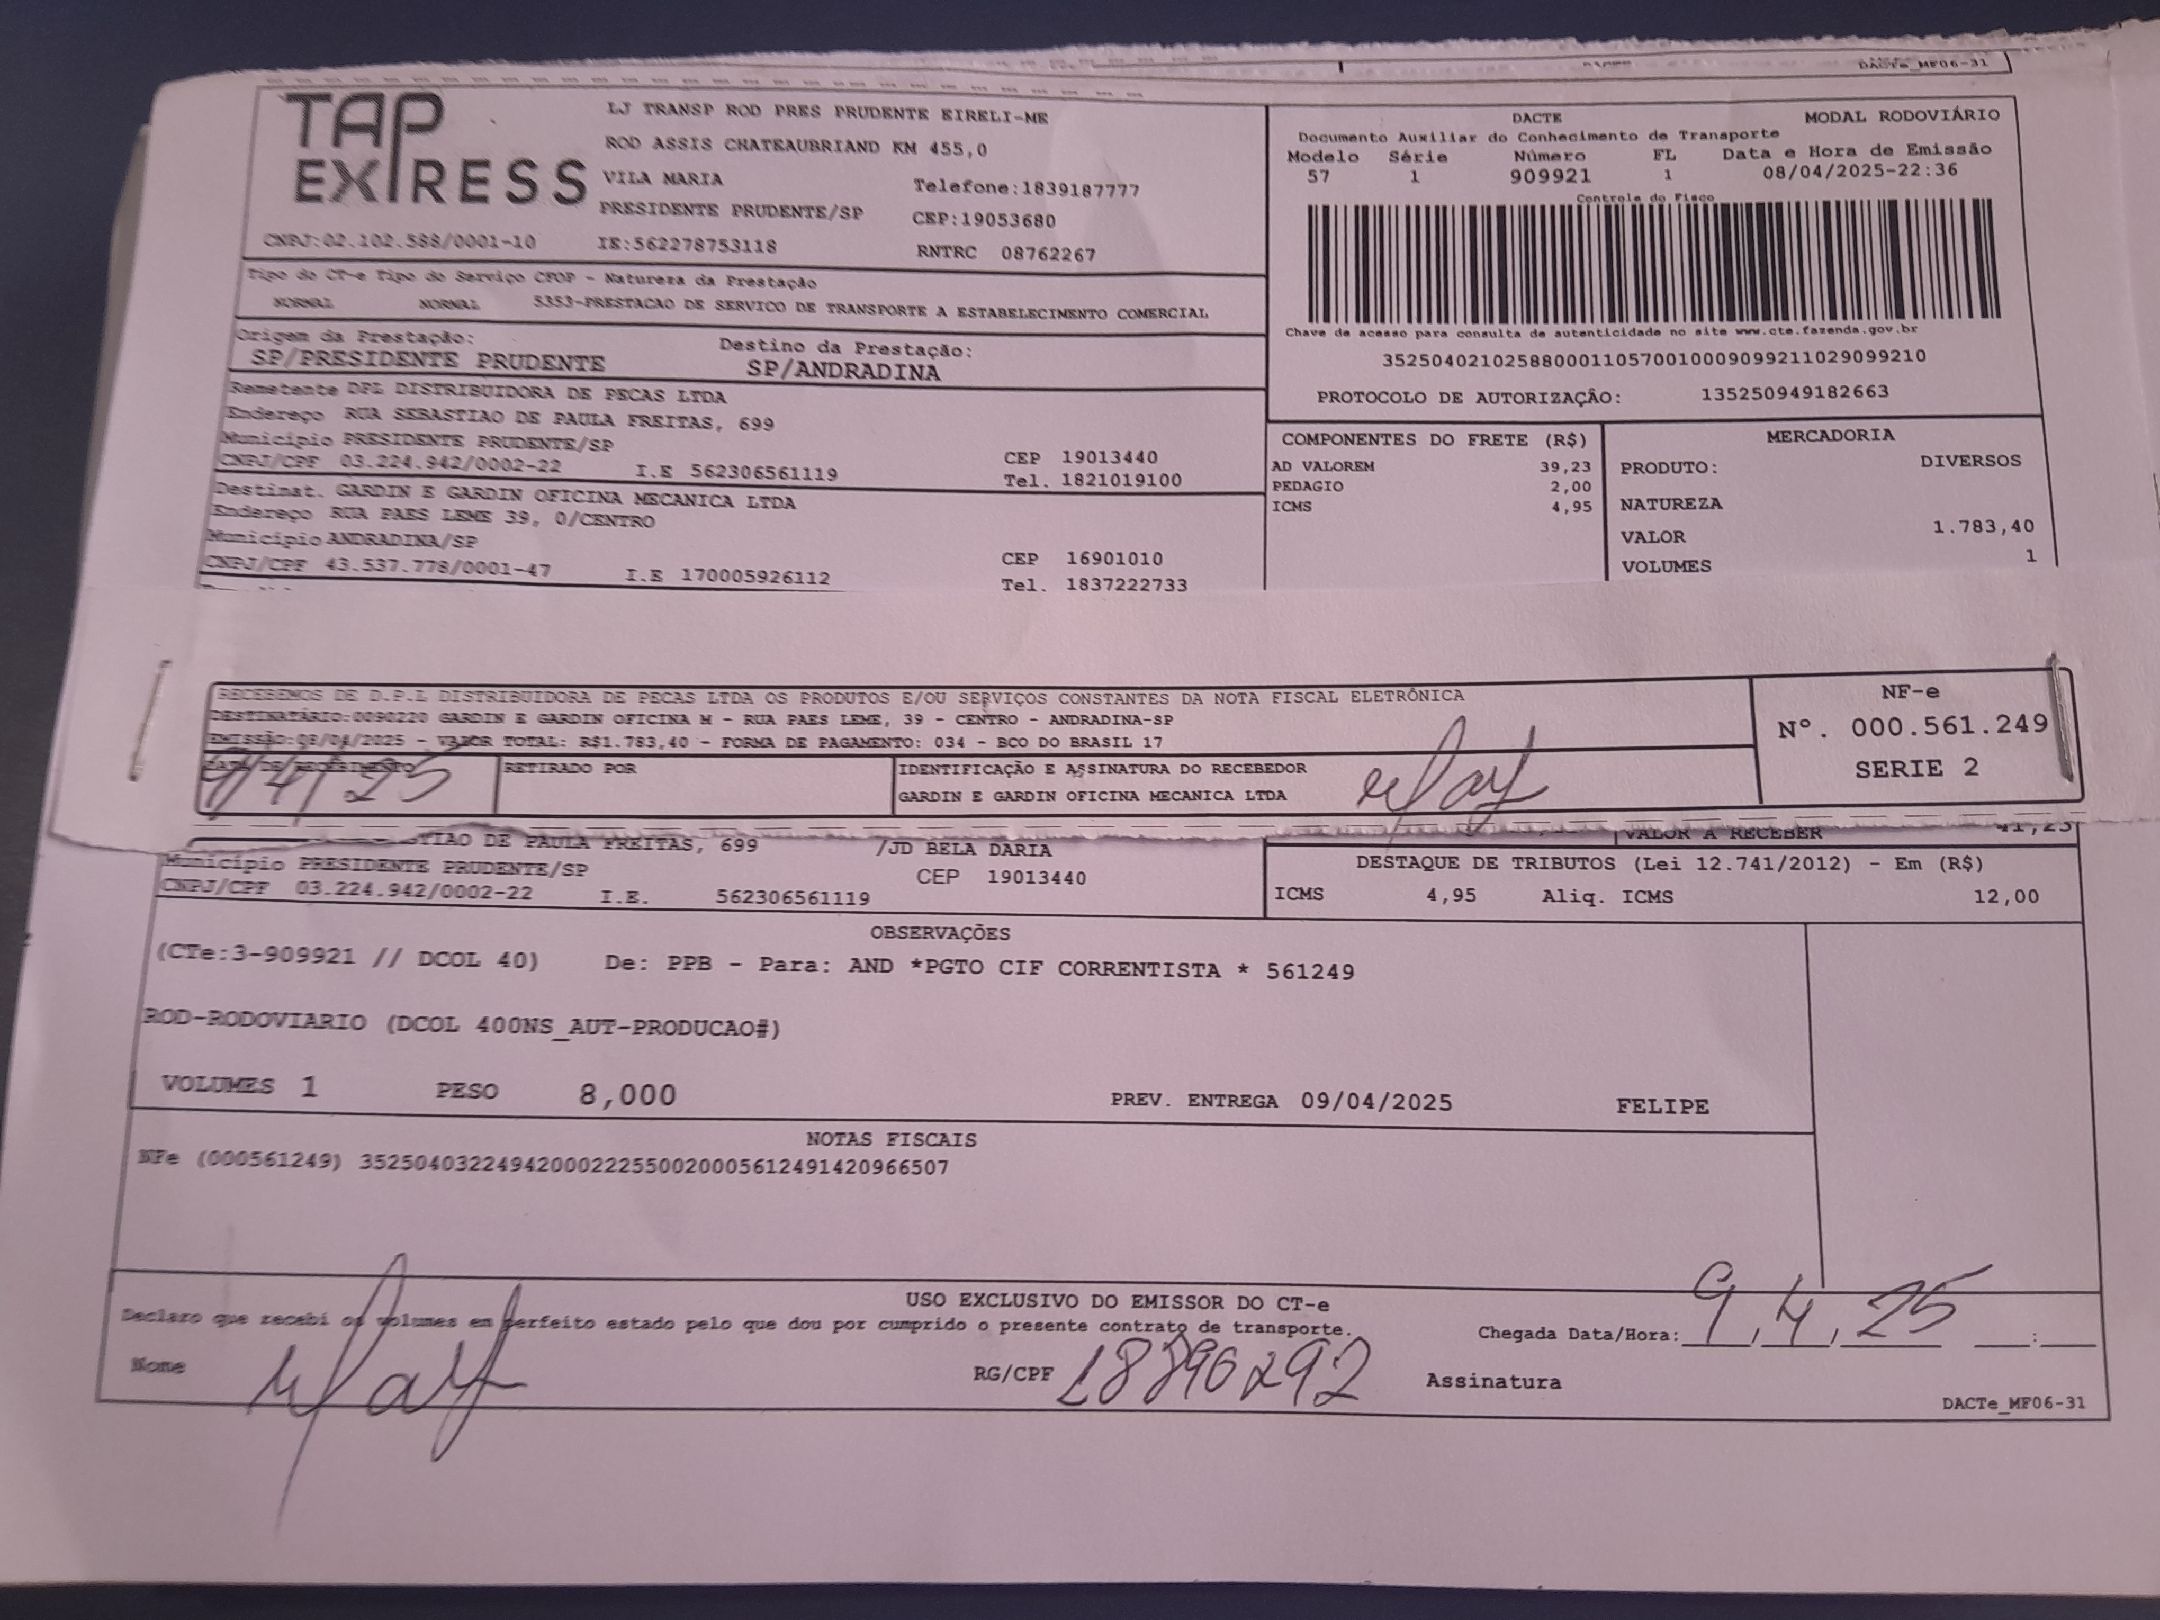 DACTe_MF06-31
TAP EXPRESS
LJ TRANSP ROD PRES PRUDENTE EIRELI-ME
ROD ASSIS CHATEAUBRIAND KM 455,0
VILA MARIA Telefone:1839187777
PRESIDENTE PRUDENTE/SP CEP:19053680
CNPJ:02.102.588/0001-10 IE:562278753118 RNTRC 08762267
DACTE MODAL RODOVIÁRIO
Documento Auxiliar do Conhecimento de Transporte
Modelo Série Número FL Data e Hora de Emissão
57 1 909921 1 08/04/2025-22:36
Controle do Fisco
Chave de acesso para consulta de autenticidade no site www.cte.fazenda.gov.br
35250402102588000110570010009099211029099210
PROTOCOLO DE AUTORIZAÇÃO: 135250949182663
Tipo do CT-e Tipo do Serviço CFOP - Natureza da Prestação
NORMAL NORMAL 5353-PRESTACAO DE SERVICO DE TRANSPORTE A ESTABELECIMENTO COMERCIAL
Origem da Prestação: Destino da Prestação:
SP/PRESIDENTE PRUDENTE SP/ANDRADINA
Remetente DPL DISTRIBUIDORA DE PECAS LTDA
Endereço RUA SEBASTIAO DE PAULA FREITAS, 699
Município PRESIDENTE PRUDENTE/SP CEP 19013440
CNPJ/CPF 03.224.942/0002-22 I.E 562306561119 Tel. 1821019100
Destinat. GARDIN E GARDIN OFICINA MECANICA LTDA
Endereço RUA PAES LEME 39, 0/CENTRO
Município ANDRADINA/SP CEP 16901010
CNPJ/CPF 43.537.778/0001-47 I.E 170005926112 Tel. 1837222733
COMPONENTES DO FRETE (R$)
AD VALOREM 39,23
PEDAGIO 2,00
ICMS 4,95
MERCADORIA
PRODUTO: DIVERSOS
NATUREZA
VALOR 1.783,40
VOLUMES 1
RECEBEMOS DE D.P.L DISTRIBUIDORA DE PECAS LTDA OS PRODUTOS E/OU SERVIÇOS CONSTANTES DA NOTA FISCAL ELETRÔNICA
DESTINATÁRIO:0090220 GARDIN E GARDIN OFICINA M - RUA PAES LEME, 39 - CENTRO - ANDRADINA-SP
EMISSÃO:08/04/2025 - VALOR TOTAL: R$1.783,40 - FORMA DE PAGAMENTO: 034 - BCO DO BRASIL 17
DATA DE RECEBIMENTO RETIRADO POR IDENTIFICAÇÃO E ASSINATURA DO RECEBEDOR
9/4/25 GARDIN E GARDIN OFICINA MECANICA LTDA
NF-e
Nº. 000.561.249
SERIE 2
TIAO DE PAULA FREITAS, 699 /JD BELA DARIA
Município PRESIDENTE PRUDENTE/SP CEP 19013440
CNPJ/CPF 03.224.942/0002-22 I.E. 562306561119
VALOR A RECEBER 41,23
DESTAQUE DE TRIBUTOS (Lei 12.741/2012) - Em (R$)
ICMS 4,95 Aliq. ICMS 12,00
OBSERVAÇÕES
(CTe:3-909921 // DCOL 40) De: PPB - Para: AND *PGTO CIF CORRENTISTA * 561249
ROD-RODOVIARIO (DCOL 400NS_AUT-PRODUCAO#)
VOLUMES 1 PESO 8,000 PREV. ENTREGA 09/04/2025 FELIPE
NOTAS FISCAIS
NFe (000561249) 35250403224942000222550020005612491420966507
USO EXCLUSIVO DO EMISSOR DO CT-e
Declaro que recebi os volumes em perfeito estado pelo que dou por cumprido o presente contrato de transporte.
Chegada Data/Hora: 9, 4, 25 :
Nome RG/CPF 18896292 Assinatura
DACTe_MF06-31